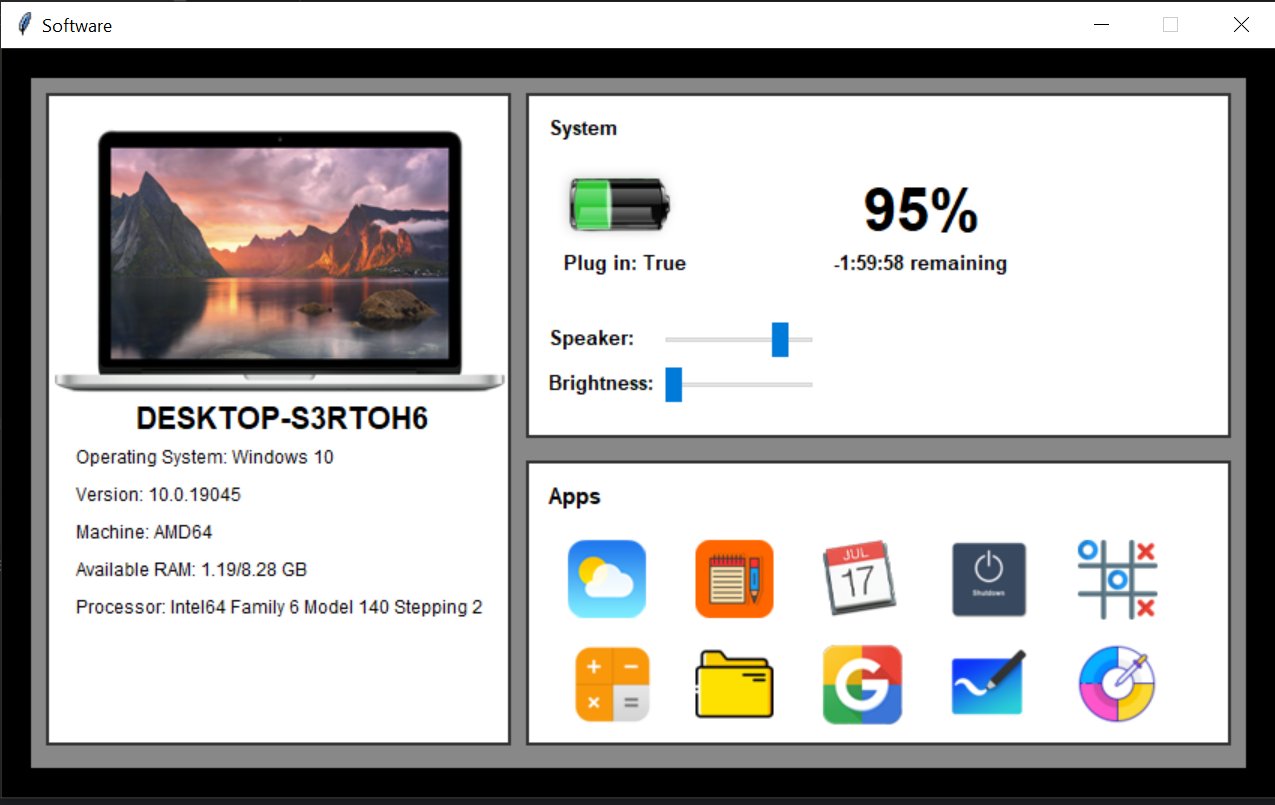 Software
DESKTOP-S3RTOH6
Operating System: Windows 10
Version: 10.0.19045
Machine: AMD64
Available RAM: 1.19/8.28 GB
Processor: Intel64 Family 6 Model 140 Stepping 2
System
95%
Plug in: True
-1:59:58 remaining
Speaker:
Brightness:
Apps
JUL
17
Shutdown
+ −
× =
G